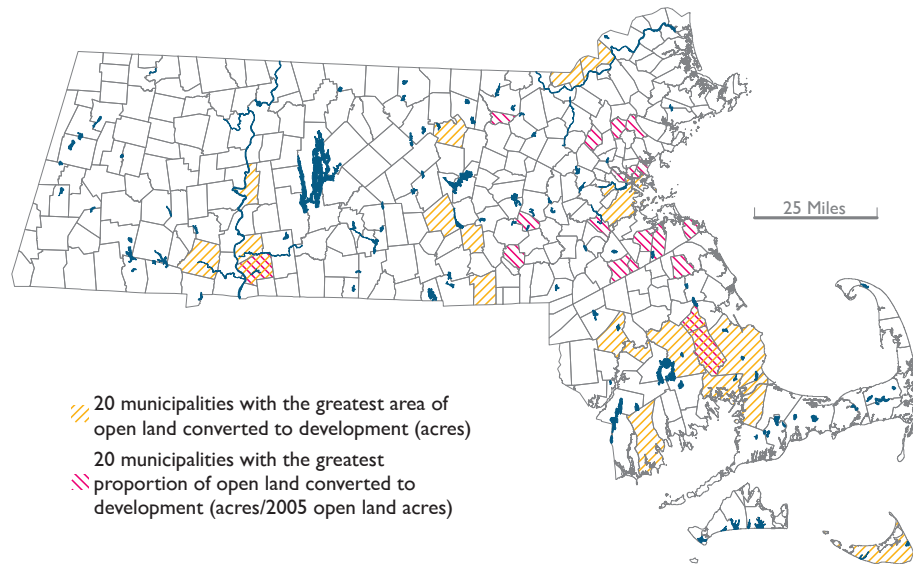 25 Miles
20 municipalities with the greatest area of
open land converted to development (acres)
20 municipalities with the greatest
proportion of open land converted to
development (acres/2005 open land acres)